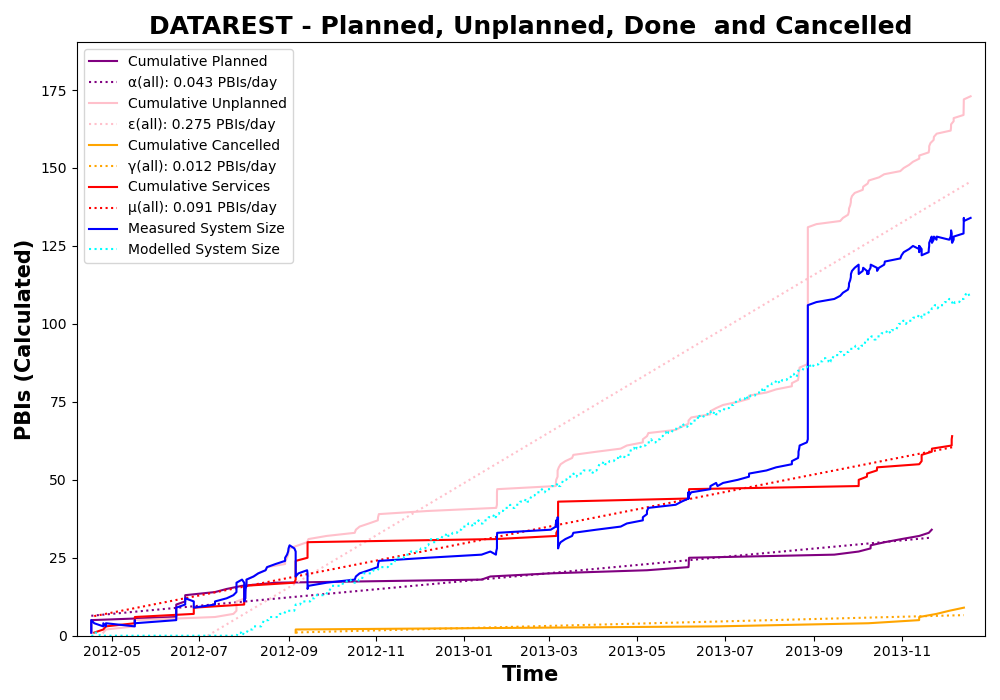 DATAREST - Planned, Unplanned, Done  and Cancelled
Cumulative Planned
α(all): 0.043 PBIs/day
Cumulative Unplanned
ε(all): 0.275 PBIs/day
Cumulative Cancelled
γ(all): 0.012 PBIs/day
Cumulative Services
μ(all): 0.091 PBIs/day
Measured System Size
Modelled System Size
PBIs (Calculated)
175
150
125
100
75
50
25
0
2012-05 2012-07 2012-09 2012-11 2013-01 2013-03 2013-05 2013-07 2013-09 2013-11
Time